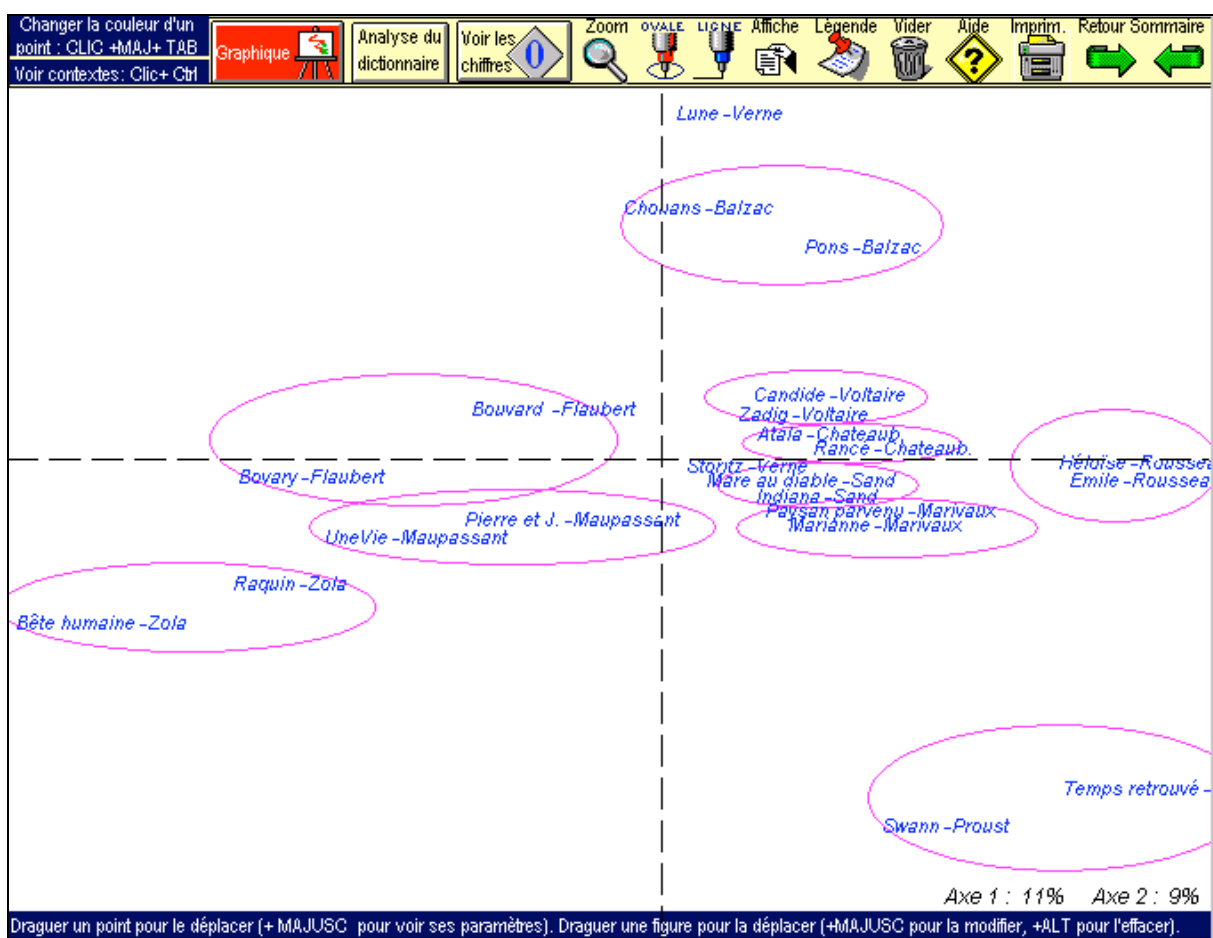 Changer la couleur d'un
point : CLIC +MAJ+ TAB
Voir contextes: Clic+ Ctrl
Graphique
Analyse du
dictionnaire
Voir les
chiffres
0
Zoom
OVALE
LIGNE
Affiche
Légende
Vider
Aide
?
Imprim.
Retour Sommaire
Lune -Verne
Chouans -Balzac
Pons -Balzac
Candide -Voltaire
Bouvard -Flaubert
Zadig -Voltaire
Atala -Chateaub.
Rancé -Chateaub.
Storitz -Verne
Héloïse -Roussea
Bovary -Flaubert
Mare au diable -Sand
Emile -Roussea
Indiana -Sand
Paysan parvenu -Marivaux
Pierre et J. -Maupassant
Marianne -Marivaux
UneVie -Maupassant
Raquin -Zola
Bête humaine -Zola
Temps retrouvé -
Swann -Proust
Axe 1 : 11% Axe 2 : 9%
Draguer un point pour le déplacer (+ MAJUSC pour voir ses paramètres). Draguer une figure pour la déplacer (+MAJUSC pour la modifier, +ALT pour l'effacer).